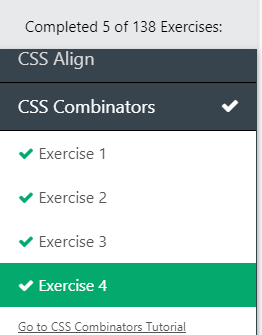 Completed 5 of 138 Exercises:
CSS Align
CSS Combinators
Exercise 1
Exercise 2
Exercise 3
Exercise 4
Go to CSS Combinators Tutorial